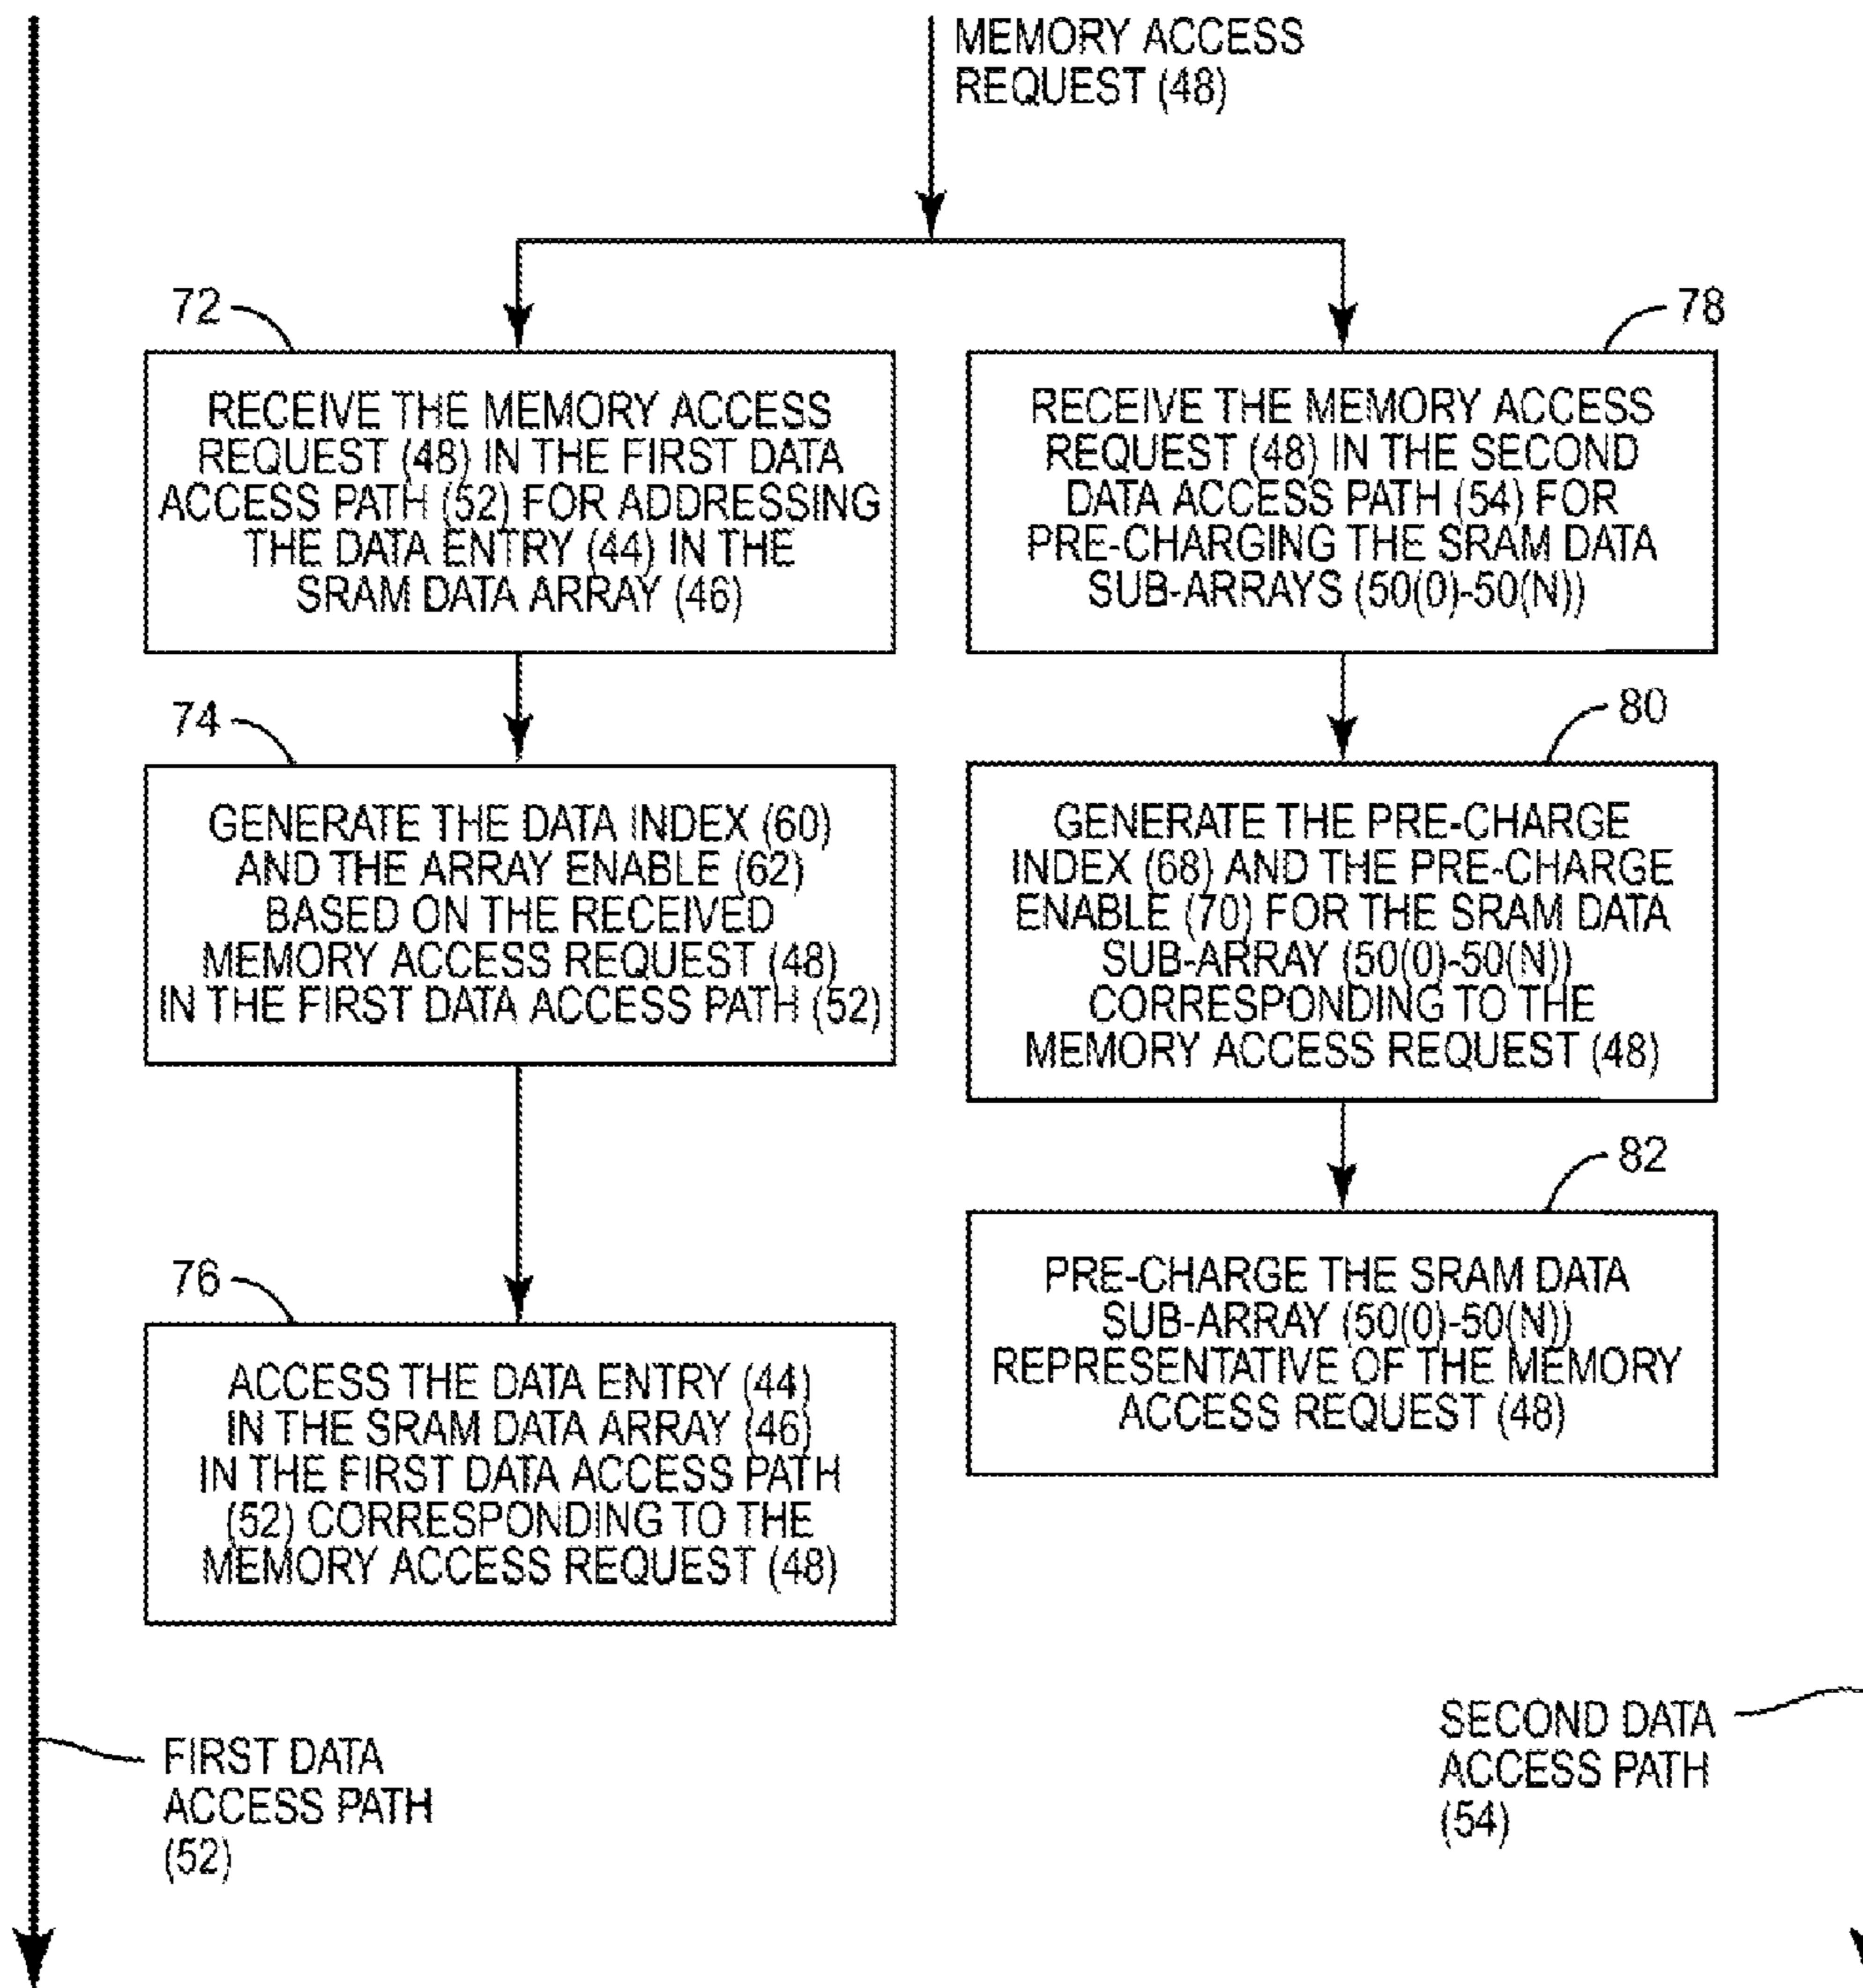 MEMORY ACCESS
REQUEST (48)
72
RECEIVE THE MEMORY ACCESS
REQUEST (48) IN THE FIRST DATA
ACCESS PATH (52) FOR ADDRESSING
THE DATA ENTRY (44) IN THE
SRAM DATA ARRAY (46)
78
RECEIVE THE MEMORY ACCESS
REQUEST (48) IN THE SECOND
DATA ACCESS PATH (54) FOR
PRE-CHARGING THE SRAM DATA
SUB-ARRAYS (50(0)-50(N))
74
GENERATE THE DATA INDEX (60)
AND THE ARRAY ENABLE (62)
BASED ON THE RECEIVED
MEMORY ACCESS REQUEST (48)
IN THE FIRST DATA ACCESS PATH (52)
80
GENERATE THE PRE-CHARGE
INDEX (68) AND THE PRE-CHARGE
ENABLE (70) FOR THE SRAM DATA
SUB-ARRAY (50(0)-50(N))
CORRESPONDING TO THE
MEMORY ACCESS REQUEST (48)
76
ACCESS THE DATA ENTRY (44)
IN THE SRAM DATA ARRAY (46)
IN THE FIRST DATA ACCESS PATH
(52) CORRESPONDING TO THE
MEMORY ACCESS REQUEST (48)
82
PRE-CHARGE THE SRAM DATA
SUB-ARRAY (50(0)-50(N))
REPRESENTATIVE OF THE MEMORY
ACCESS REQUEST (48)
FIRST DATA
ACCESS PATH
(52)
SECOND DATA
ACCESS PATH
(54)